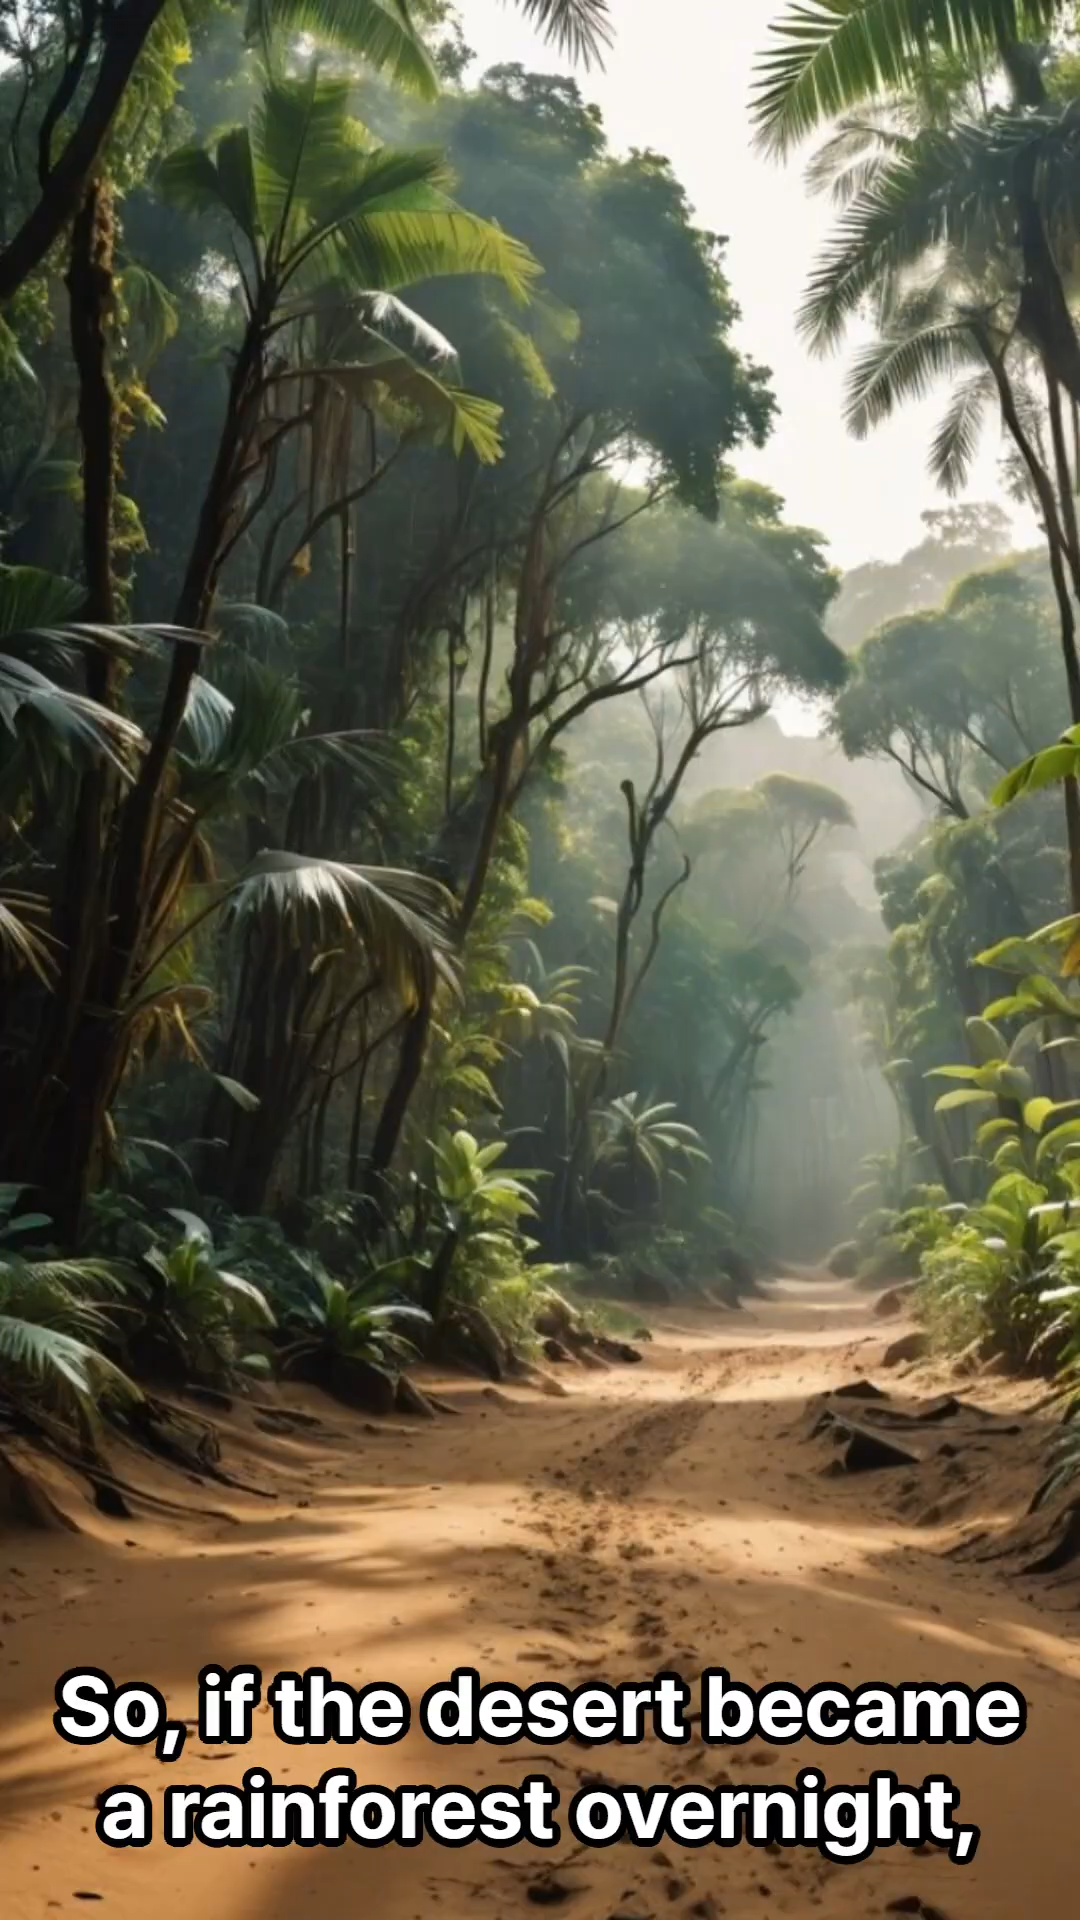 So, if the desert became
a rainforest overnight,